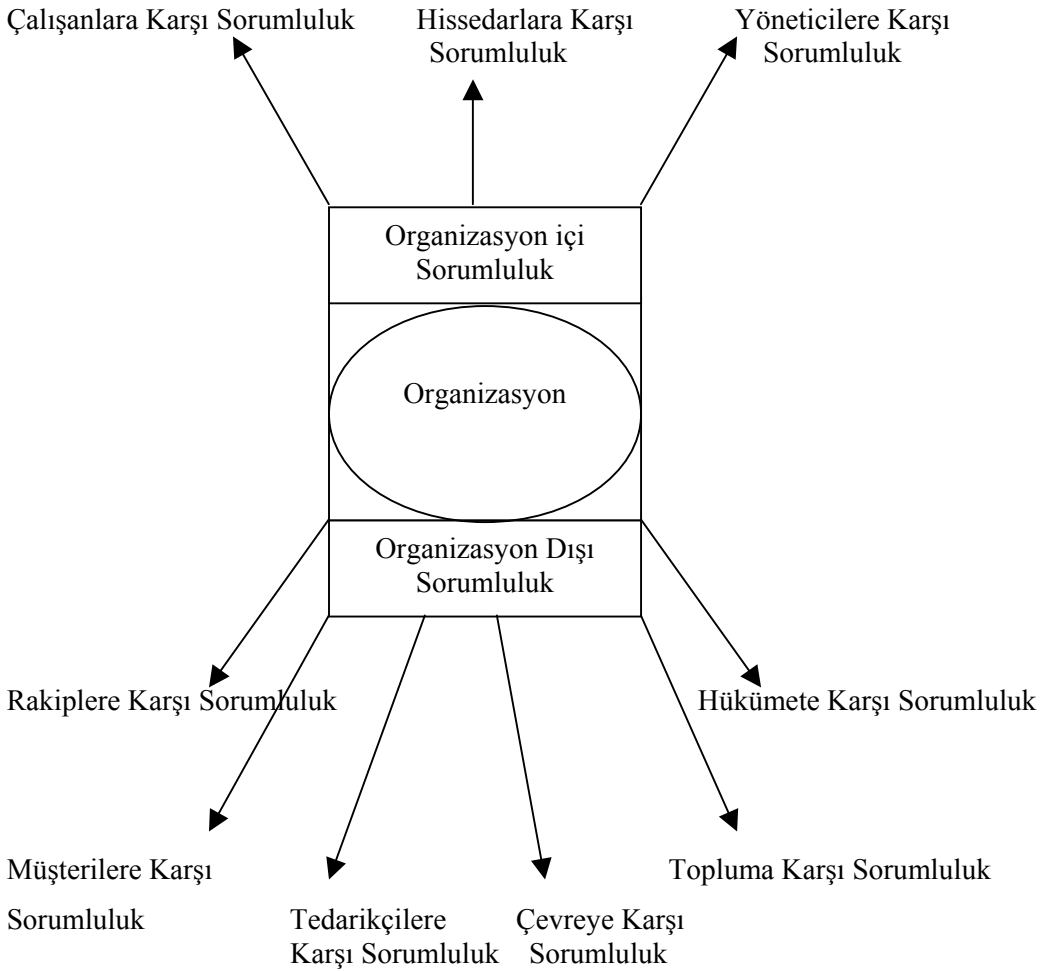 Çalışanlara Karşı Sorumluluk
Hissedarlara Karşı
Sorumluluk
Yöneticilere Karşı
Sorumluluk
Organizasyon içi
Sorumluluk
Organizasyon
Organizasyon Dışı
Sorumluluk
Rakiplere Karşı Sorumluluk
Hükümete Karşı Sorumluluk
Müşterilere Karşı
Sorumluluk
Tedarikçilere
Karşı Sorumluluk
Çevreye Karşı
Sorumluluk
Topluma Karşı Sorumluluk